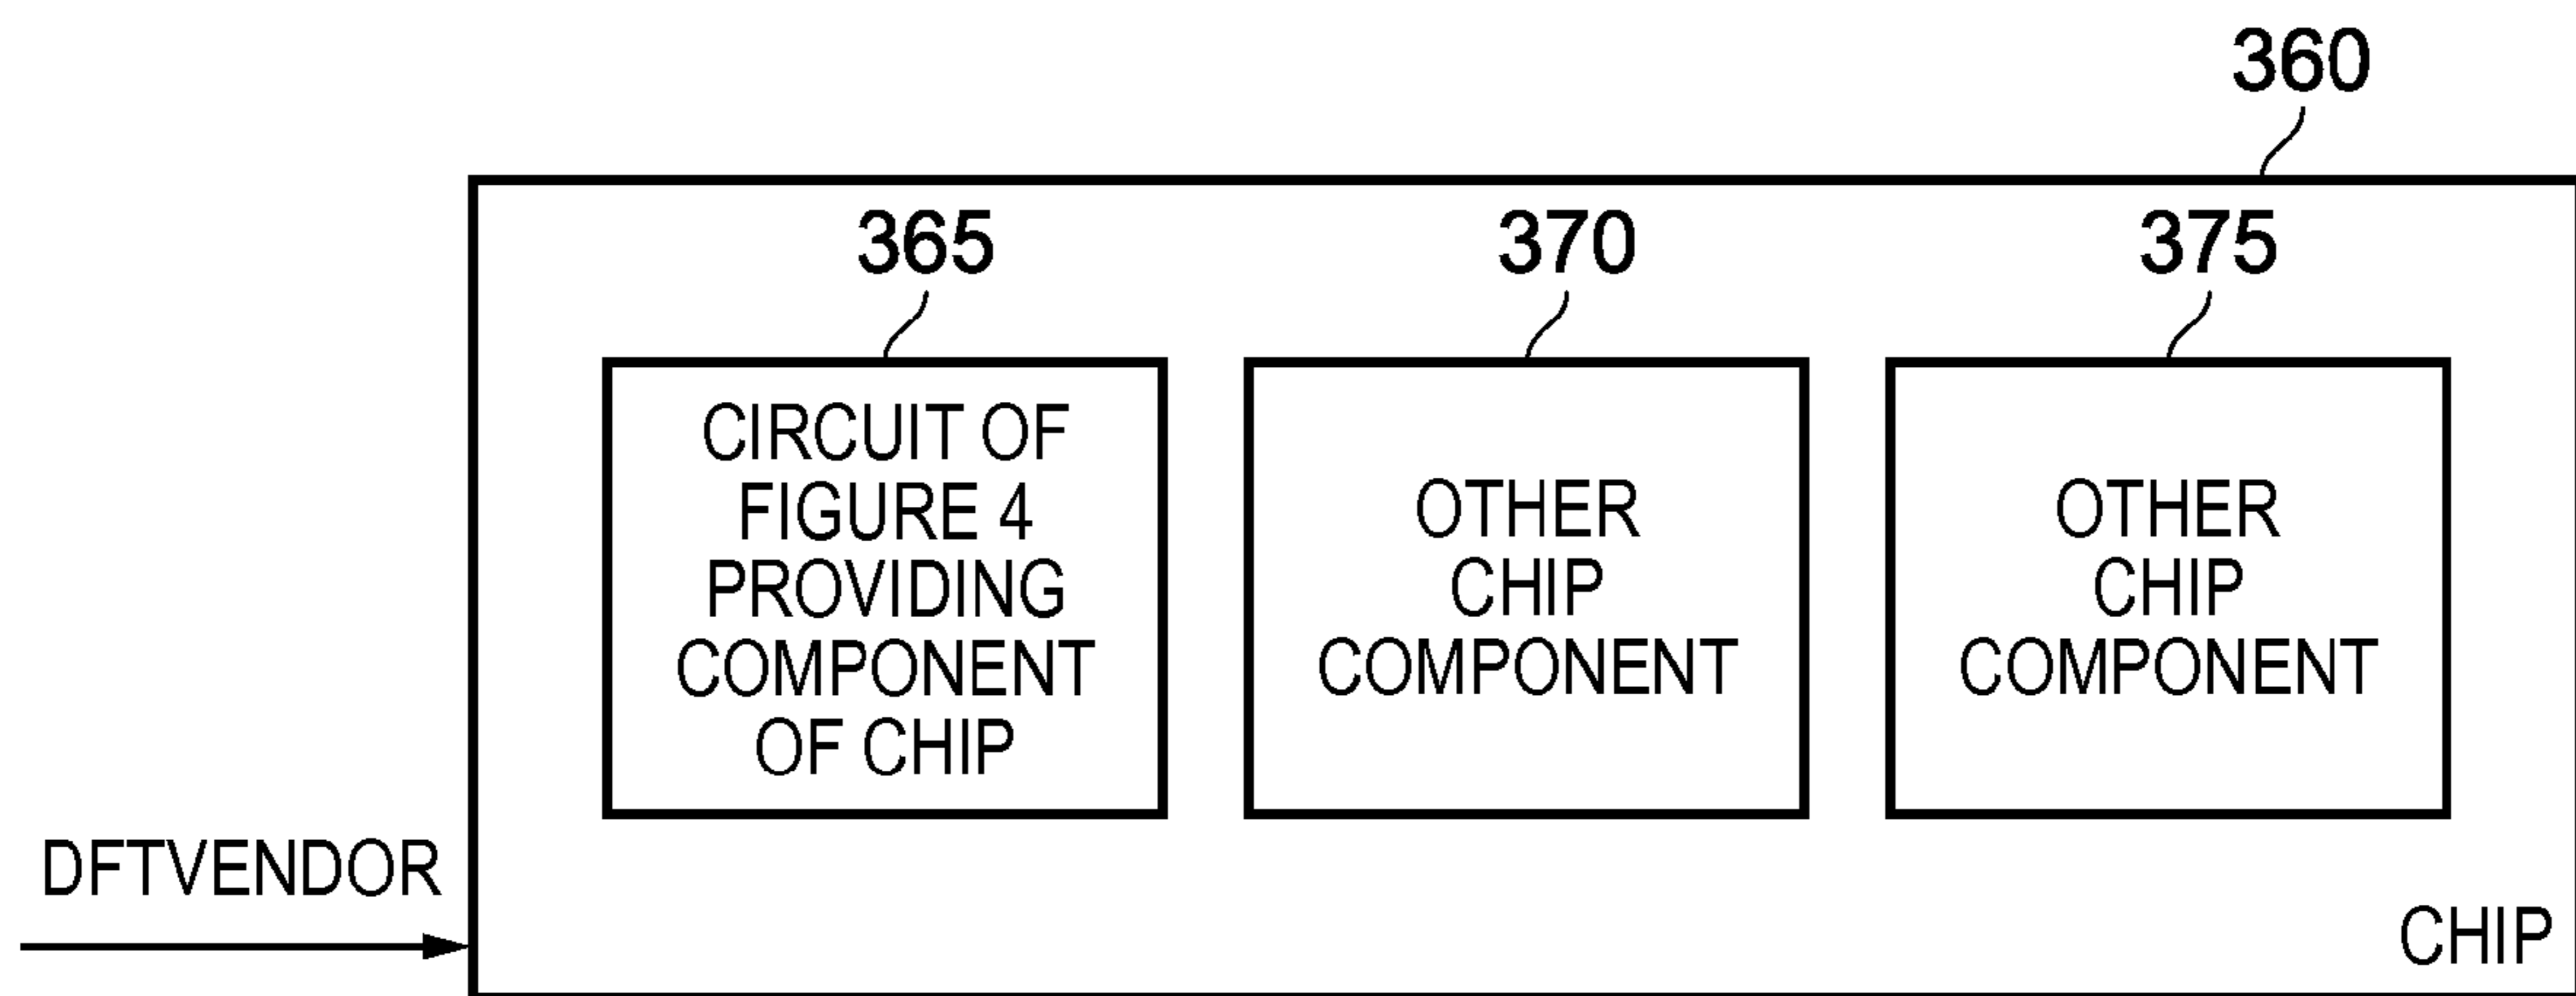 360
365
370
375
CIRCUIT OF
FIGURE 4
PROVIDING
COMPONENT
OF CHIP
OTHER
CHIP
COMPONENT
OTHER
CHIP
COMPONENT
DFTVENDOR
CHIP